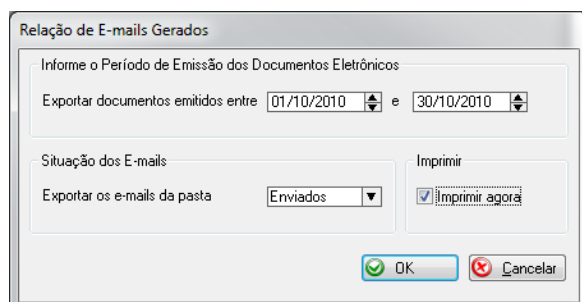 Relação de E-mails Gerados
Informe o Período de Emissão dos Documentos Eletrônicos
Exportar documentos emitidos entre 01/10/2010 e 30/10/2010
Situação dos E-mails
Exportar os e-mails da pasta Enviados
Imprimir
Imprimir agora
OK Cancelar